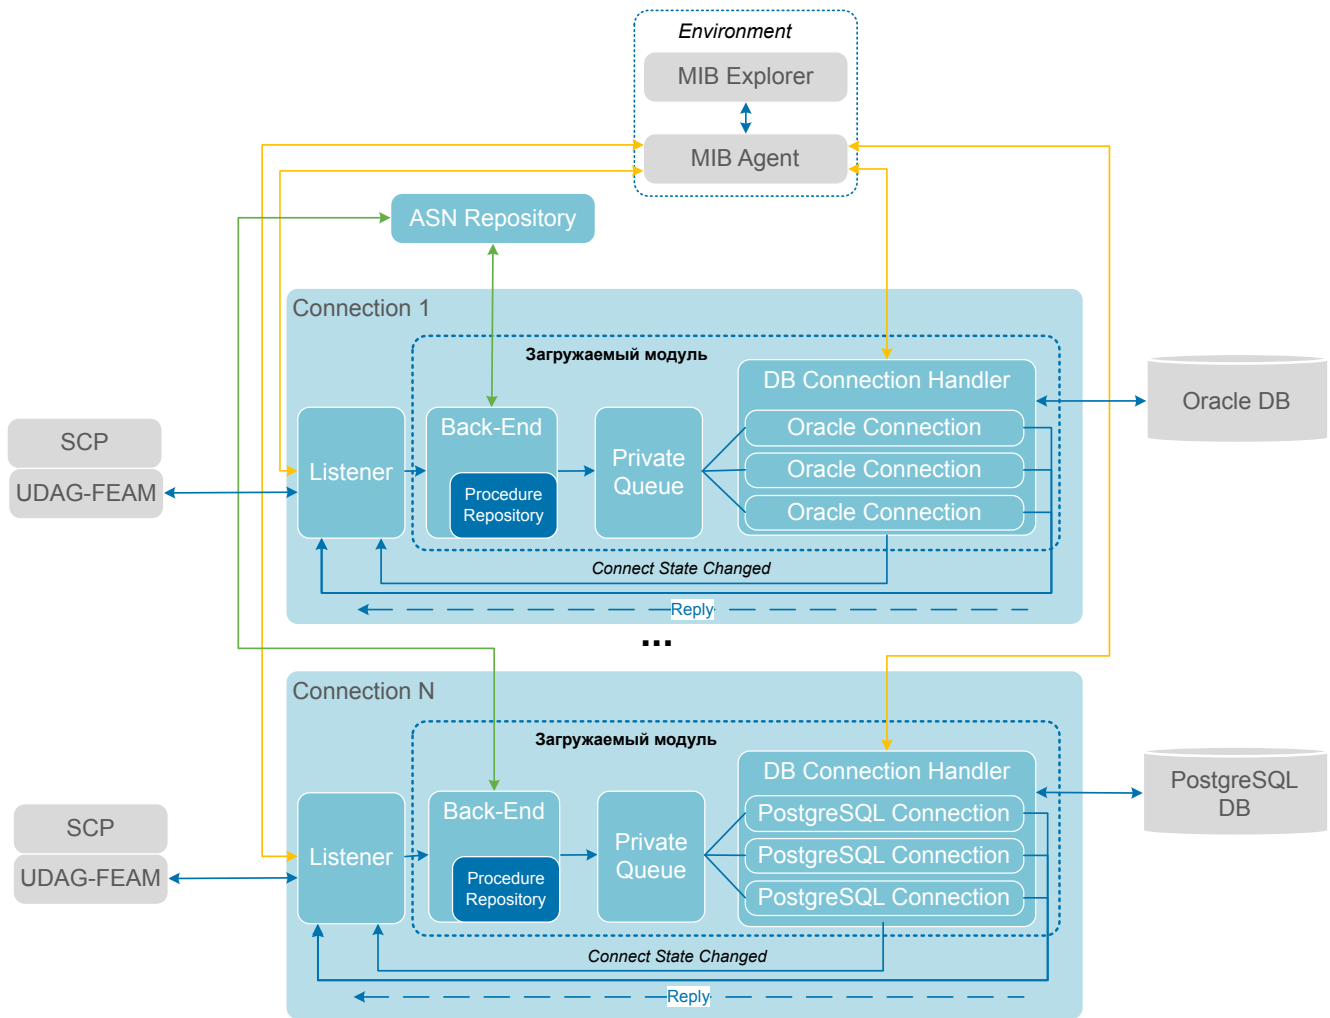 Environment
MIB Explorer
MIB Agent
ASN Repository
Connection 1
Загружаемый модуль
DB Connection Handler
Oracle Connection
Oracle Connection
Oracle Connection
Back-End
Procedure
Repository
Private
Queue
Listener
SCP
UDAG-FEAM
Oracle DB
Connect State Changed
Reply
...
Connection N
Загружаемый модуль
DB Connection Handler
PostgreSQL Connection
PostgreSQL Connection
PostgreSQL Connection
Back-End
Procedure
Repository
Private
Queue
Listener
SCP
UDAG-FEAM
PostgreSQL
DB
Connect State Changed
Reply